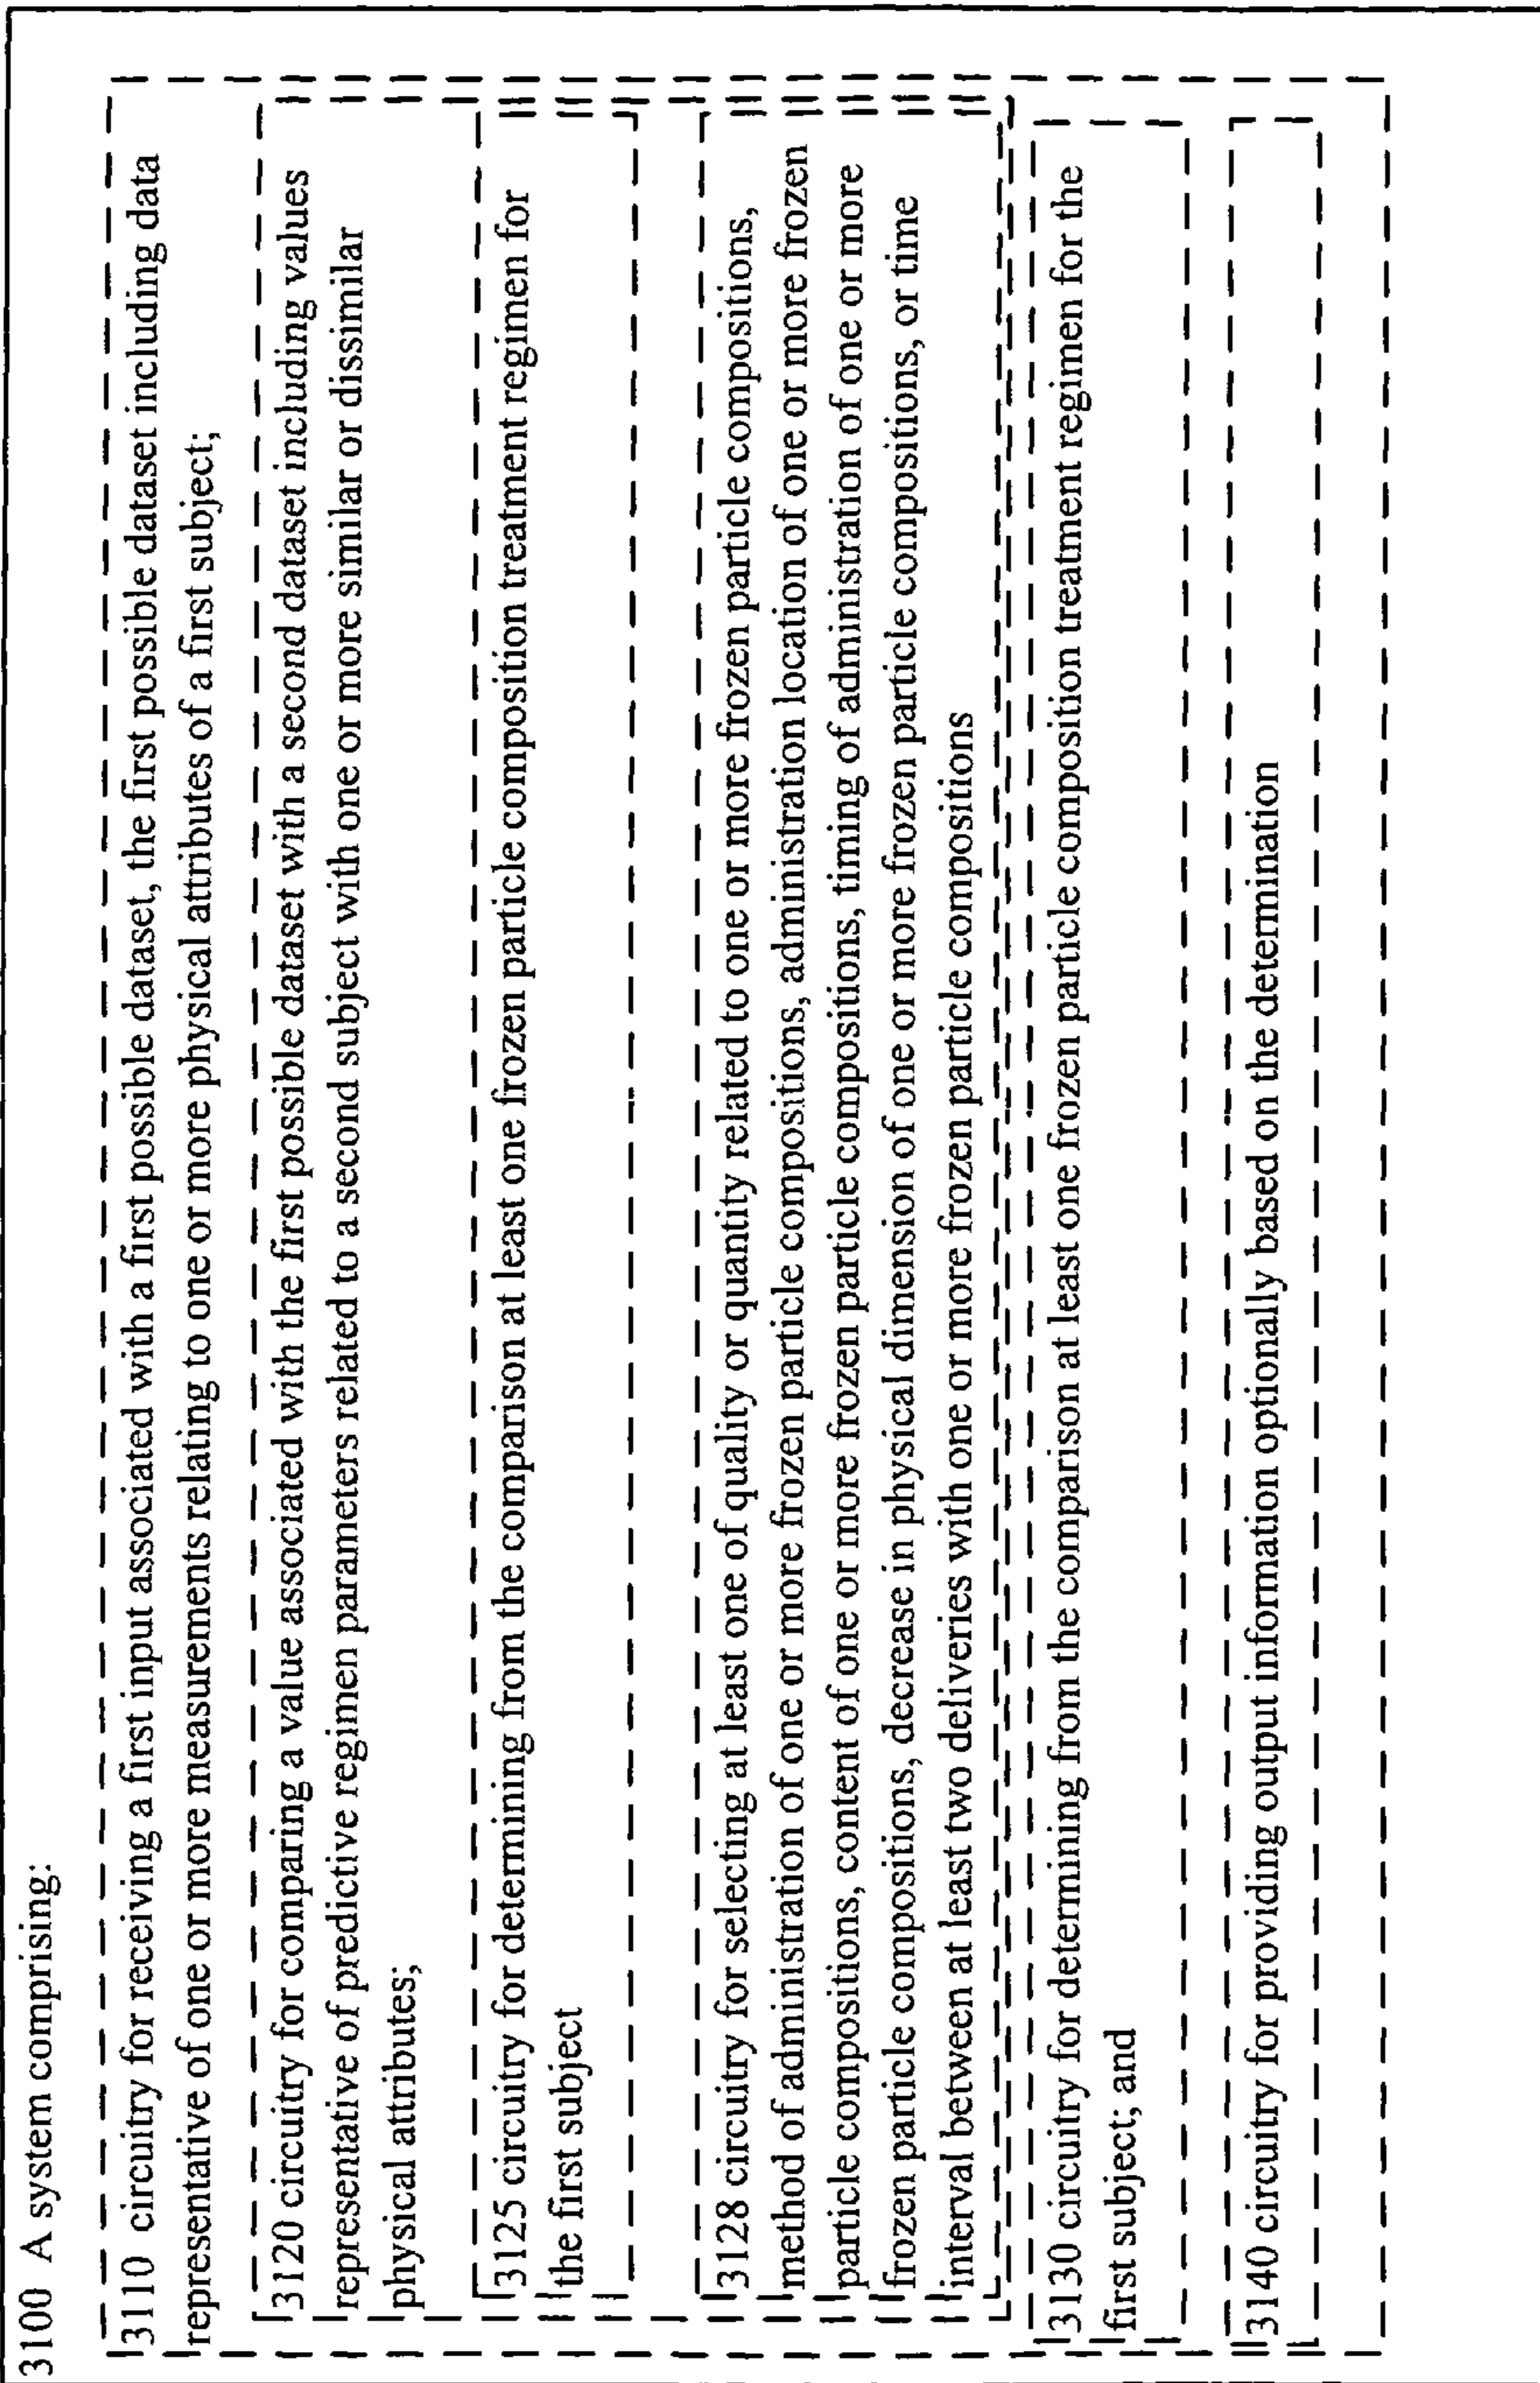 3100 A system comprising:
3110 circuitry for receiving a first input associated with a first possible dataset, the first possible dataset including data
representative of one or more measurements relating to one or more physical attributes of a first subject;
3120 circuitry for comparing a value associated with the first possible dataset with a second dataset including values
representative of predictive regimen parameters related to a second subject with one or more similar or dissimilar
physical attributes;
3125 circuitry for determining from the comparison at least one frozen particle composition treatment regimen for
the first subject
3128 circuitry for selecting at least one of quality or quantity related to one or more frozen particle compositions,
method of administration of one or more frozen particle compositions, administration location of one or more frozen
particle compositions, content of one or more frozen particle compositions, timing of administration of one or more
frozen particle compositions, decrease in physical dimension of one or more frozen particle compositions, or time
interval between at least two deliveries with one or more frozen particle compositions
3130 circuitry for determining from the comparison at least one frozen particle composition treatment regimen for the
first subject; and
3140 circuitry for providing output information optionally based on the determination